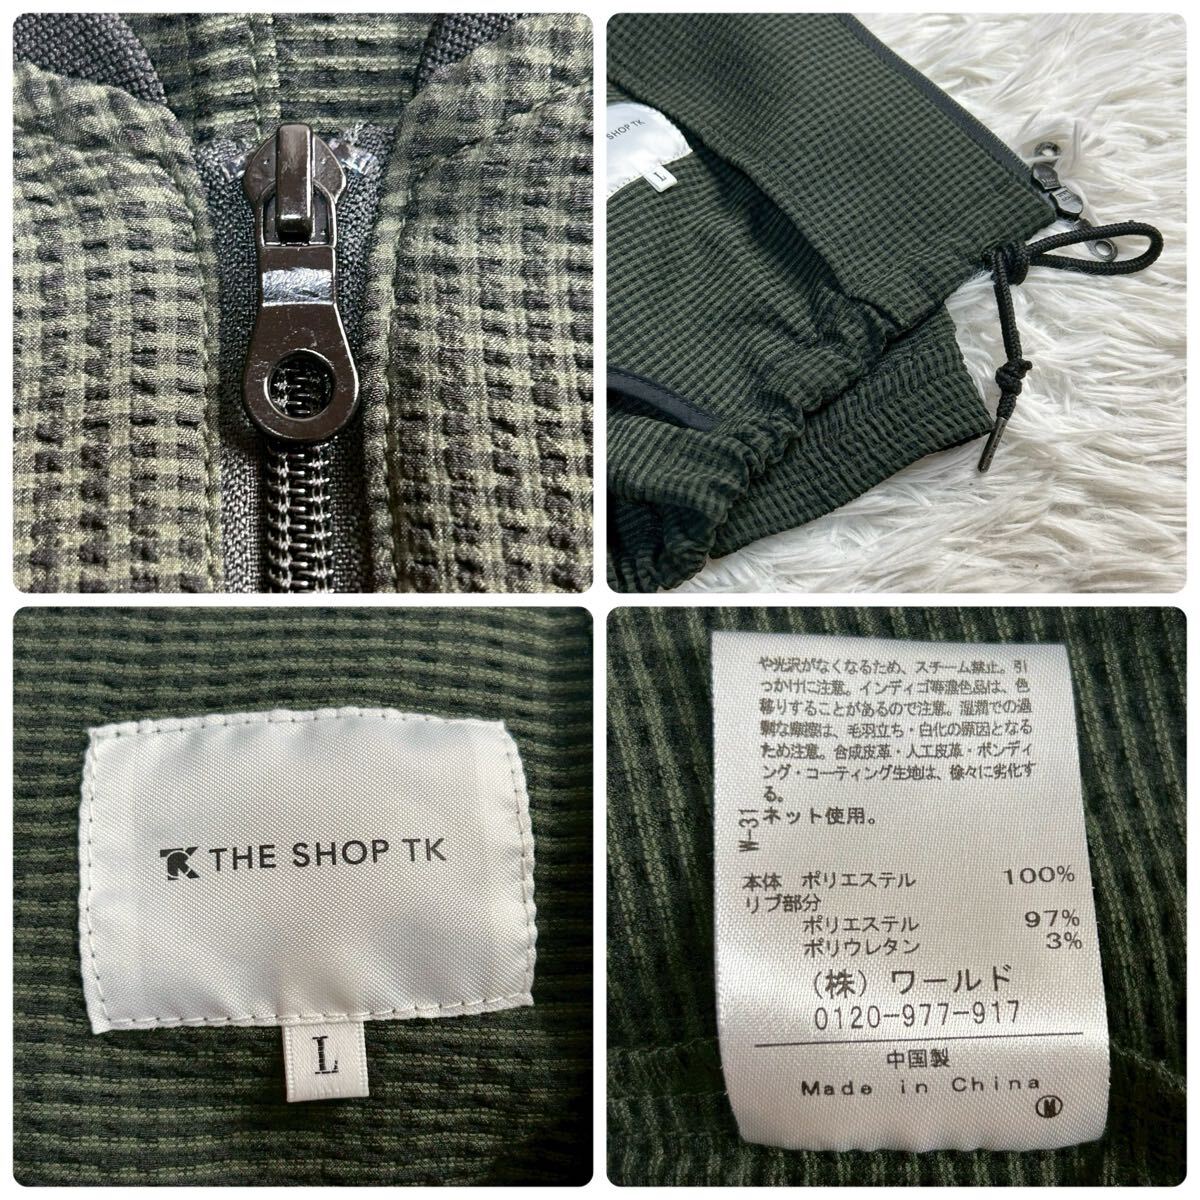 SHOP TK
L
THE SHOP TK
L
や光沢がなくなるため、スチーム禁止。引
っかけに注意。インディゴ等濃色品は、色
移りすることがあるので注意。湿潤での過
剰な摩擦は、毛羽立ち・白化の原因となる
ため注意。合成皮革・人工皮革・ボンディ
ング・コーティング生地は、徐々に劣化す
る。
ネット使用。
W-31
本体 ポリエステル 100%
リブ部分
ポリエステル 97%
ポリウレタン 3%
(株) ワールド
0120-977-917
中国製
Made in China
M